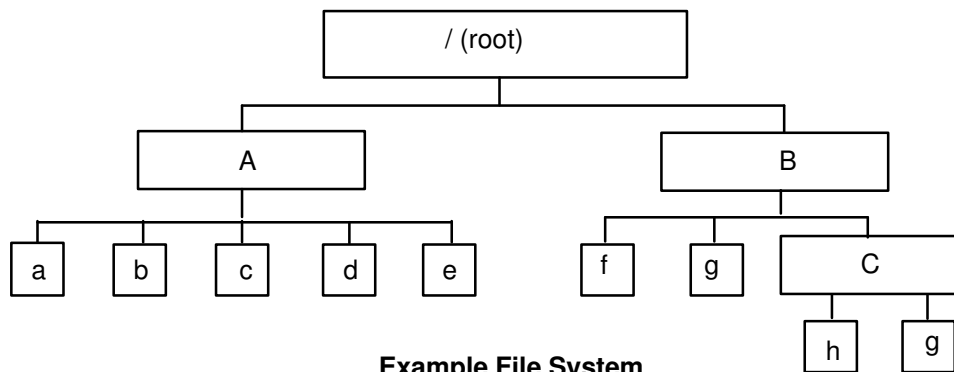 / (root)
A B
a b c d e f g C
h g
Example File System